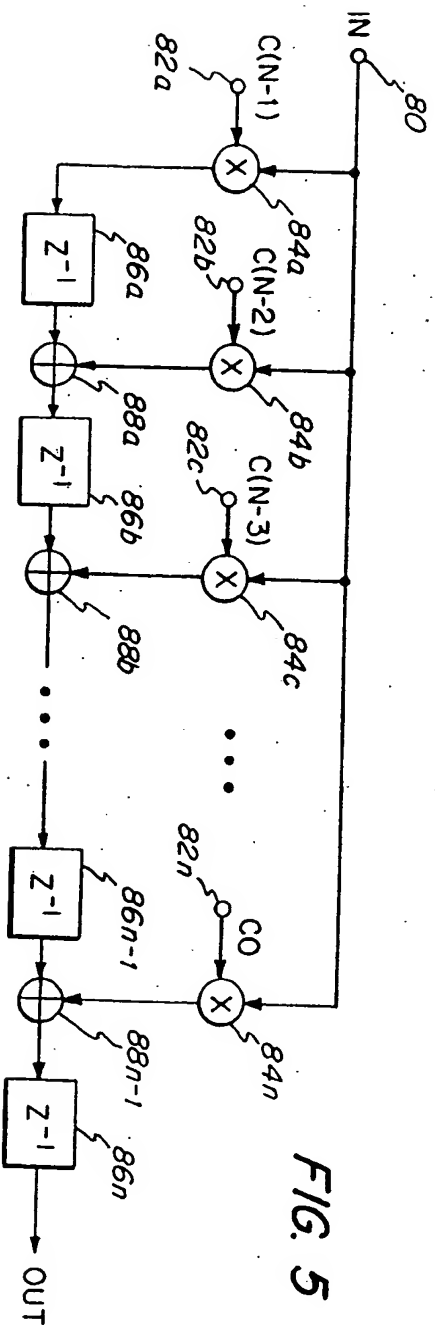 IN
80
C(N-1)
82a
84a
Z-1
86a
C(N-2)
82b
84b
88a
Z-1
86b
C(N-3)
82c
84c
88b
X
X
X
...
...
CO
82n
X
84n
Z-1
86n-1
88n-1
Z-1
86n
OUT
FIG. 5